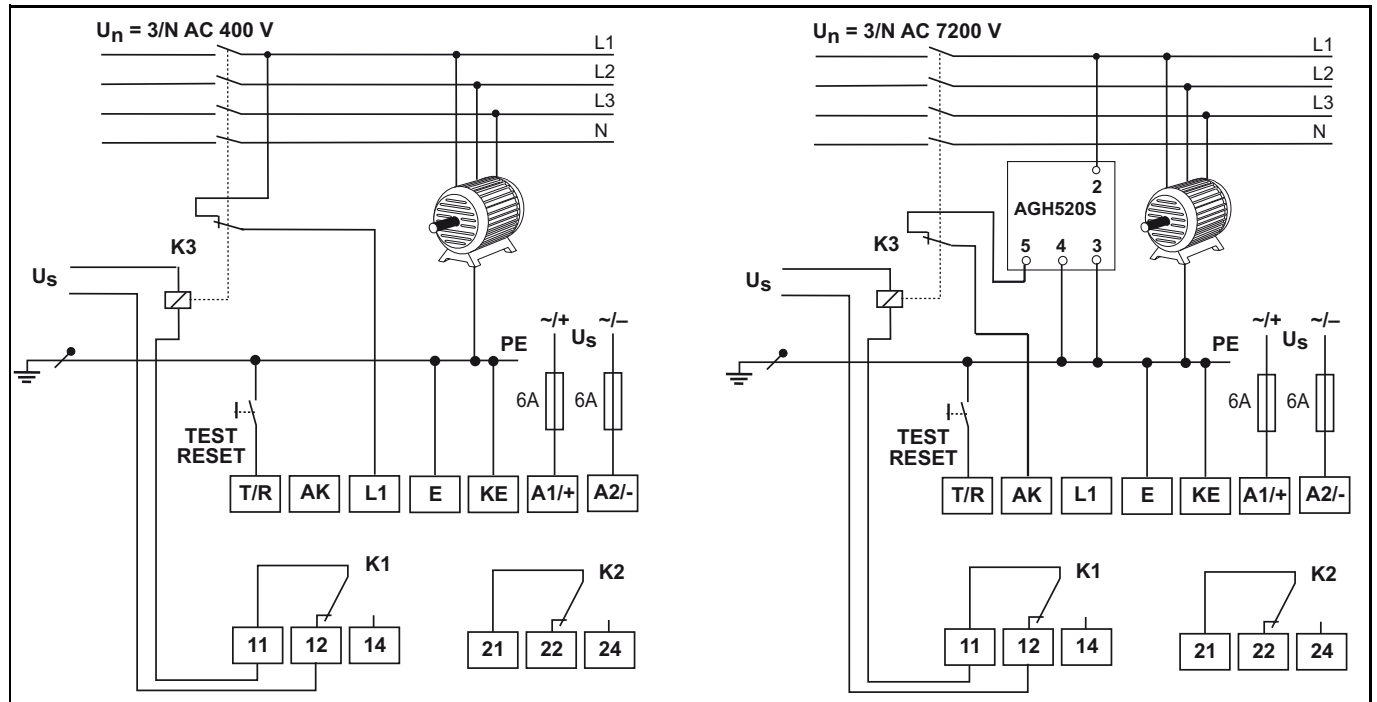 Un = 3/N AC 400 V
L1
L2
L3
N
K3
Us
~/+
Us
~/–
PE
6A
6A
TEST
RESET
T/R
AK
L1
E
KE
A1/+
A2/-
K1
K2
11
12
14
21
22
24
Un = 3/N AC 7200 V
L1
L2
L3
N
2
AGH520S
5
4
3
K3
Us
~/+
Us
~/–
PE
6A
6A
TEST
RESET
T/R
AK
L1
E
KE
A1/+
A2/-
K1
K2
11
12
14
21
22
24